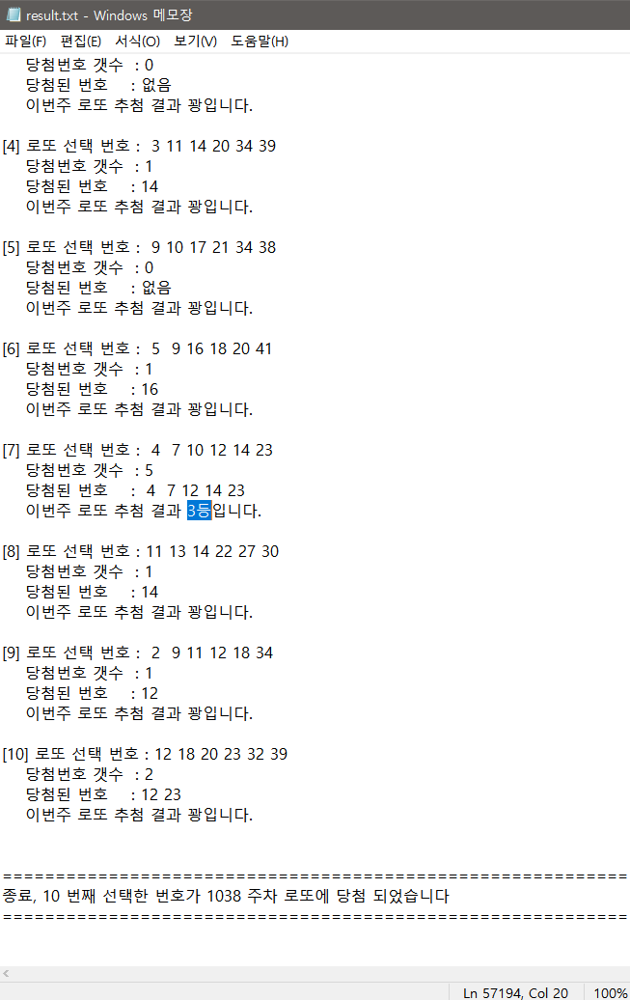 result.txt - Windows 메모장
파일(F) 편집(E) 서식(O) 보기(V) 도움말(H)
당첨번호 갯수 : 0
당첨된 번호 : 없음
이번주 로또 추첨 결과 꽝입니다.
[4] 로또 선택 번호 : 3 11 14 20 34 39
당첨번호 갯수 : 1
당첨된 번호 : 14
이번주 로또 추첨 결과 꽝입니다.
[5] 로또 선택 번호 : 9 10 17 21 34 38
당첨번호 갯수 : 0
당첨된 번호 : 없음
이번주 로또 추첨 결과 꽝입니다.
[6] 로또 선택 번호 : 5 9 16 18 20 41
당첨번호 갯수 : 1
당첨된 번호 : 16
이번주 로또 추첨 결과 꽝입니다.
[7] 로또 선택 번호 : 4 7 10 12 14 23
당첨번호 갯수 : 5
당첨된 번호 : 4 7 12 14 23
이번주 로또 추첨 결과 3등입니다.
[8] 로또 선택 번호 : 11 13 14 22 27 30
당첨번호 갯수 : 1
당첨된 번호 : 14
이번주 로또 추첨 결과 꽝입니다.
[9] 로또 선택 번호 : 2 9 11 12 18 34
당첨번호 갯수 : 1
당첨된 번호 : 12
이번주 로또 추첨 결과 꽝입니다.
[10] 로또 선택 번호 : 12 18 20 23 32 39
당첨번호 갯수 : 2
당첨된 번호 : 12 23
이번주 로또 추첨 결과 꽝입니다.
===========================================================
종료, 10 번째 선택한 번호가 1038 주차 로또에 당첨 되었습니다
===========================================================
Ln 57194, Col 20 100%